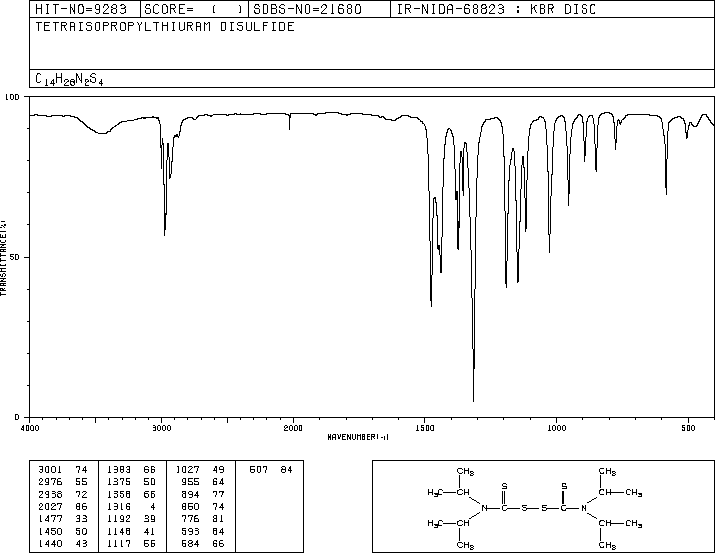 HIT-NO=9283 SCORE= ( ) SDBS-NO=21680 IR-NIDA-68823 : KBR DISC
TETRAISOPROPYLTHIURAM DISULFIDE
C14H28N2S4
100
50
0
TRANSMITTANCE(%)
4000 3000 2000 1500 1000 500
WAVENUMBER(-1)
3001 74 1383 66 1027 49 507 84
2976 55 1375 50 955 64
2938 72 1358 66 894 77
2027 86 1316 4 850 74
1477 33 1192 39 776 81
1450 50 1148 41 593 84
1440 43 1117 55 584 66
CH3 CH3
H3C CH S S CH CH3
N C S S C N
H3C CH CH CH3
CH3 CH3